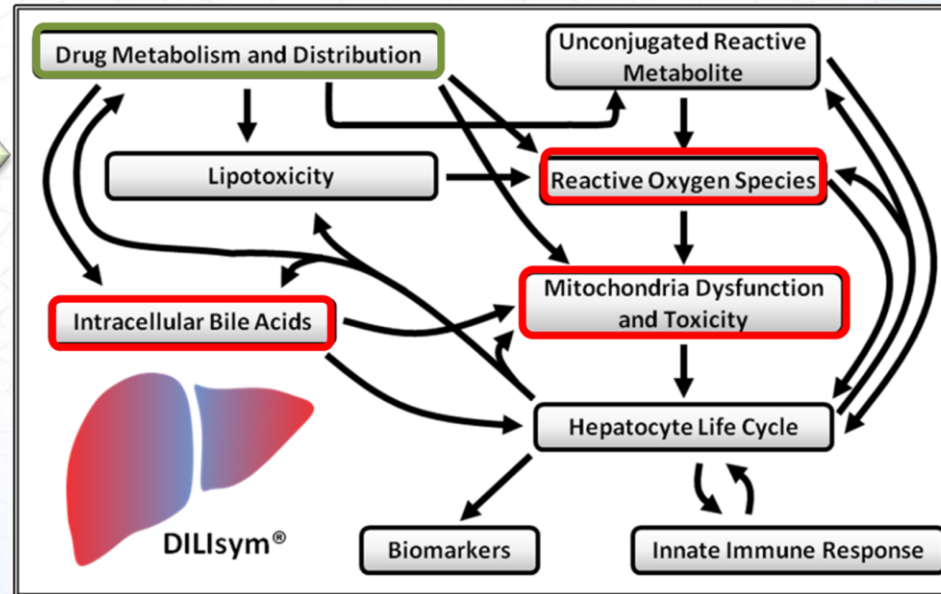 Drug Metabolism and Distribution
Unconjugated Reactive
Metabolite
Lipotoxicity
Reactive Oxygen Species
Mitochondria Dysfunction
and Toxicity
Intracellular Bile Acids
Hepatocyte Life Cycle
DILIsym®
Biomarkers
Innate Immune Response